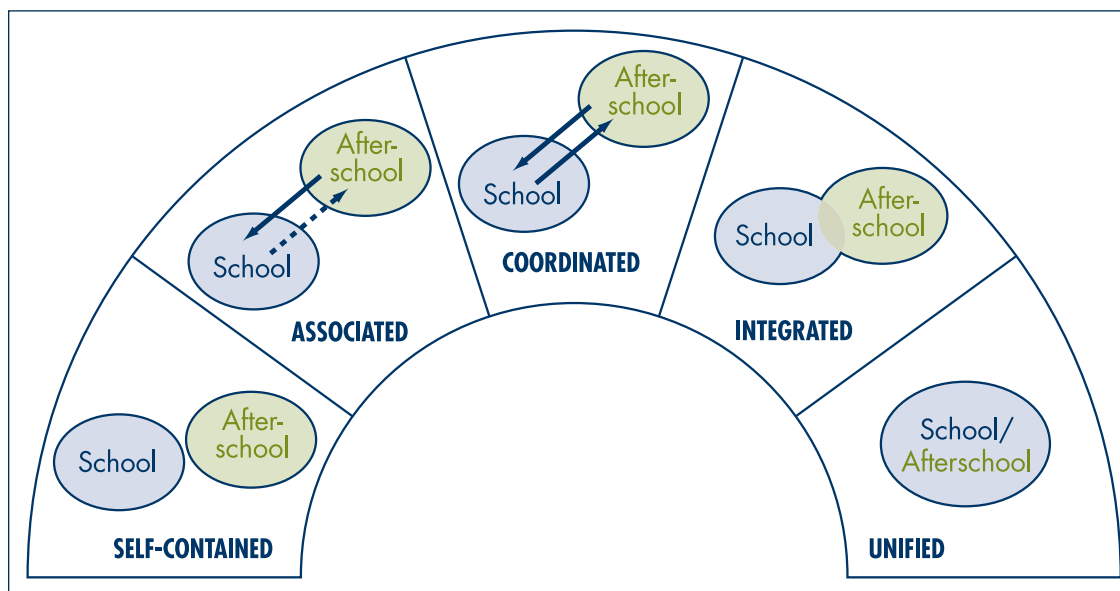 School
After-
school
SELF-CONTAINED
After-
school
School
ASSOCIATED
After-
school
School
COORDINATED
School
After-
school
INTEGRATED
School/
Afterschool
UNIFIED